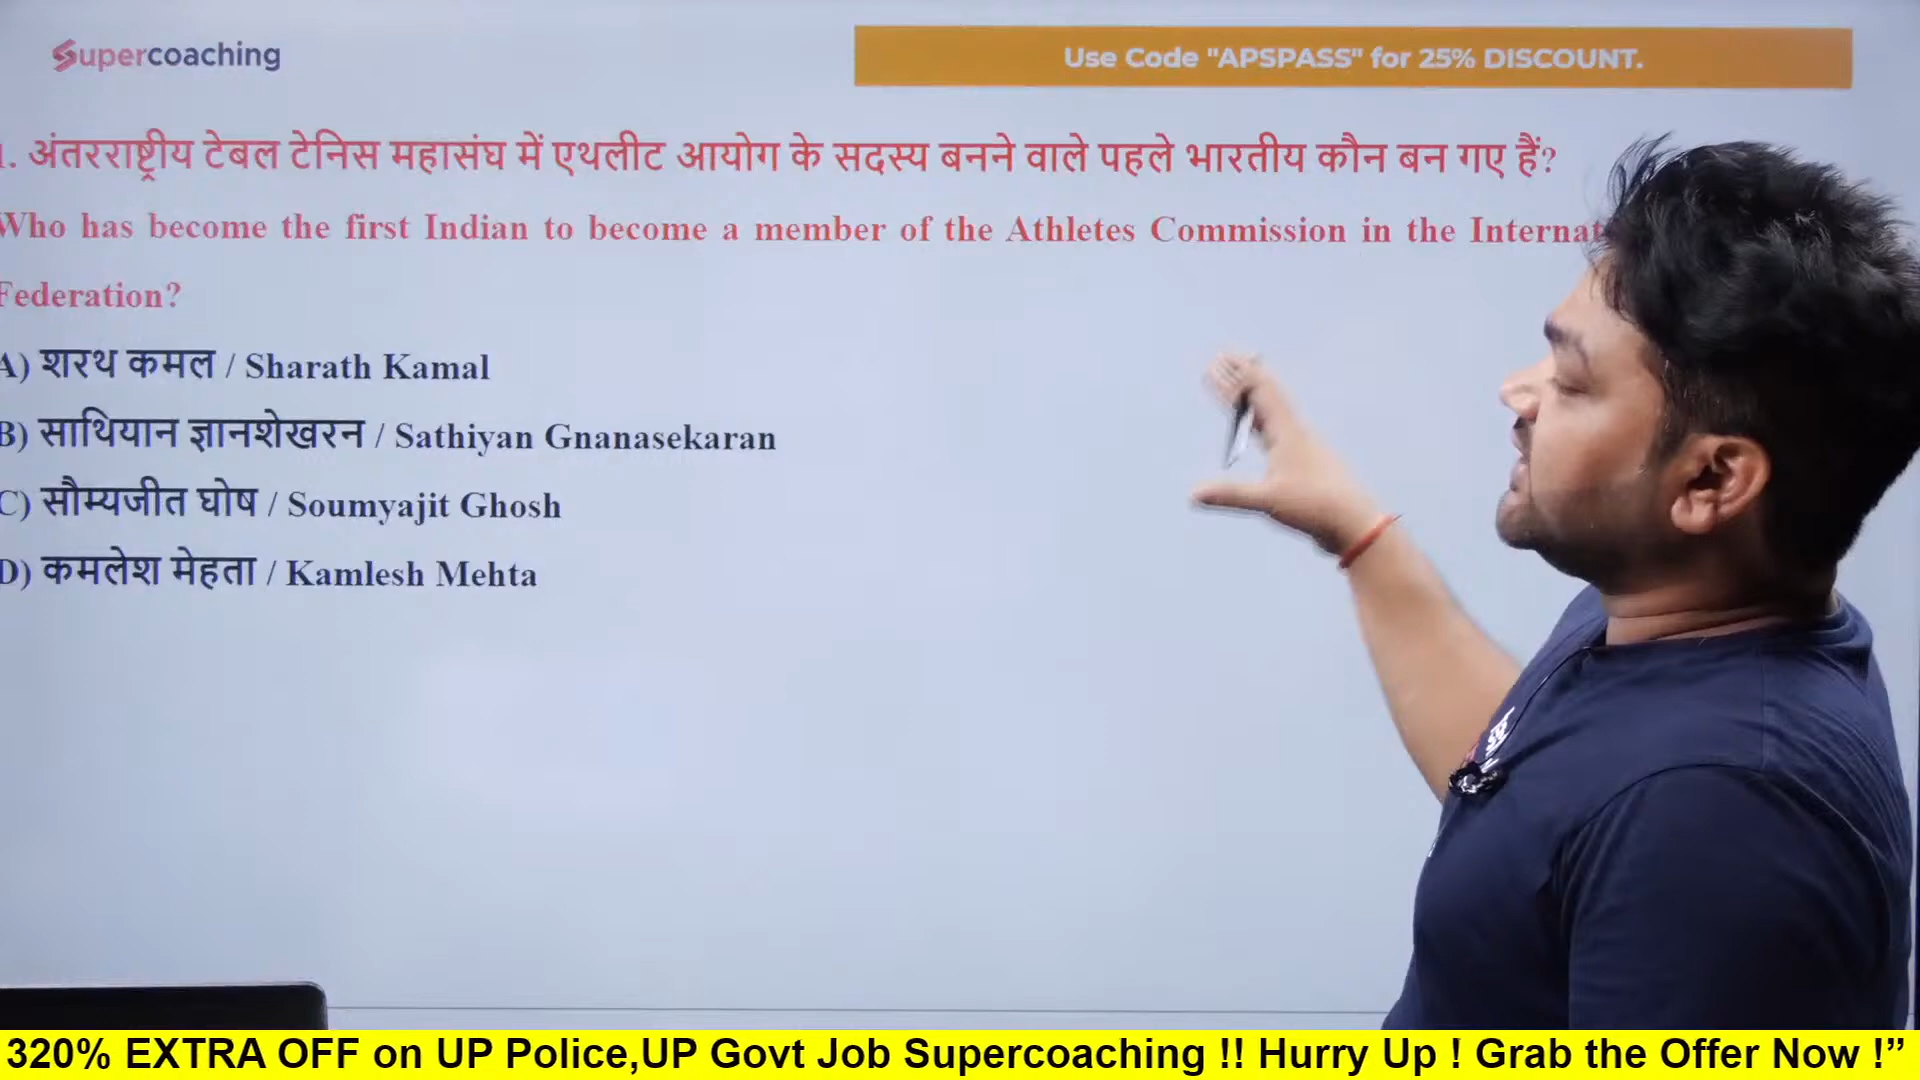 Supercoaching
Use Code "APSPASS" for 25% DISCOUNT.
1. अंतरराष्ट्रीय टेबल टेनिस महासंघ में एथलीट आयोग के सदस्य बनने वाले पहले भारतीय कौन बन गए हैं?
Who has become the first Indian to become a member of the Athletes Commission in the
Federation?
A) शरथ कमल / Sharath Kamal
B) साथियान ज्ञानशेखरन / Sathiyan Gnanasekaran
C) सौम्यजीत घोष / Soumyajit Ghosh
D) कमलेश मेहता / Kamlesh Mehta
320% EXTRA OFF on UP Police,UP Govt Job Supercoaching !! Hurry Up ! Grab the Offer Now !”